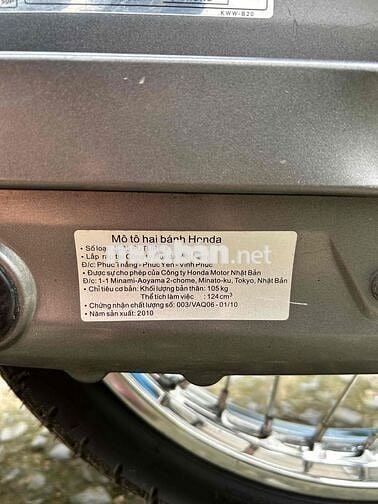 KWW-B20
Mô tô hai bánh Honda
Số loại
Lắp ráp
Đ/c: Phúc Thắng - Phúc Yên - Vĩnh Phúc
Được sự cho phép của Công ty Honda Motor Nhật Bản
Đ/c: 1-1 Minami-Aoyama 2-chome, Minato-ku, Tokyo, Nhật Bản
Chỉ tiêu cơ bản: Khối lượng bản thân: 105 kg
Thể tích làm việc : 124 cm³
Chứng nhận chất lượng số: 003/VAQ06 - 01/10
Năm sản xuất: 2010